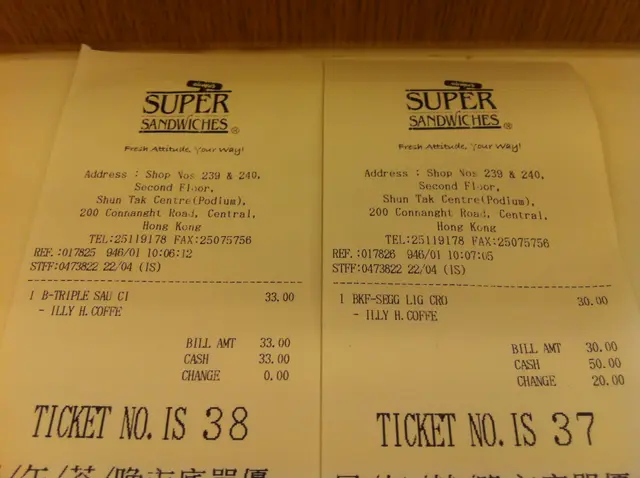 SUPER
SANDWICHES ®
Fresh Attitude, Your Way!
Address : Shop Nos 239 & 240,
Second Floor,
Shun Tak Centre(Podium),
200 Connanght Road, Central,
Hong Kong
TEL:25119178 FAX:25075756
REF. :017825 946/01 10:06:12
STFF:0473822 22/04 (IS)
1 B-TRIPLE SAU CI 33.00
- ILLY H. COFFE
BILL AMT 33.00
CASH 33.00
CHANGE 0.00
TICKET NO. IS 38
SUPER
SANDWICHES ®
Fresh Attitude, Your Way!
Address : Shop Nos 239 & 240,
Second Floor,
Shun Tak Centre(Podium),
200 Connanght Road, Central,
Hong Kong
TEL:25119178 FAX:25075756
REF. :017826 946/01 10:07:05
STFF:0473822 22/04 (IS)
1 BKF-SEGG LIG CRO 30.00
- ILLY H. COFFE
BILL AMT 30.00
CASH 50.00
CHANGE 20.00
TICKET NO. IS 37